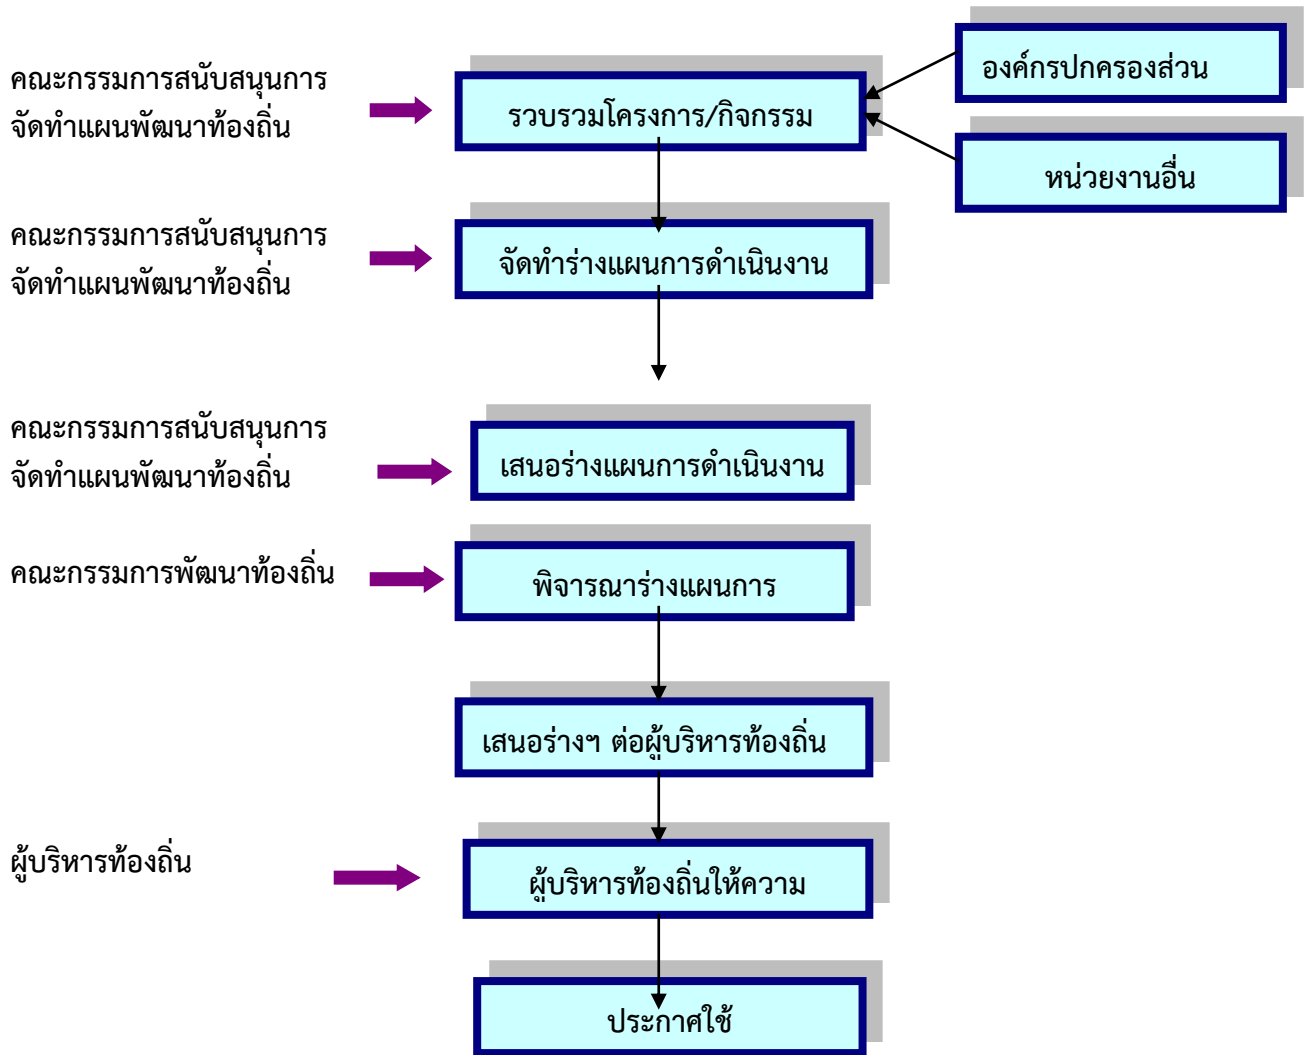 องค์กรปกครองส่วน
คณะกรรมการสนับสนุนการ
จัดทำแผนพัฒนาท้องถิ่น
รวบรวมโครงการ/กิจกรรม
หน่วยงานอื่น
คณะกรรมการสนับสนุนการ
จัดทำแผนพัฒนาท้องถิ่น
จัดทำร่างแผนการดำเนินงาน
คณะกรรมการสนับสนุนการ
จัดทำแผนพัฒนาท้องถิ่น
เสนอร่างแผนการดำเนินงาน
คณะกรรมการพัฒนาท้องถิ่น
พิจารณาร่างแผนการ
เสนอร่างฯ ต่อผู้บริหารท้องถิ่น
ผู้บริหารท้องถิ่น
ผู้บริหารท้องถิ่นให้ความ
ประกาศใช้